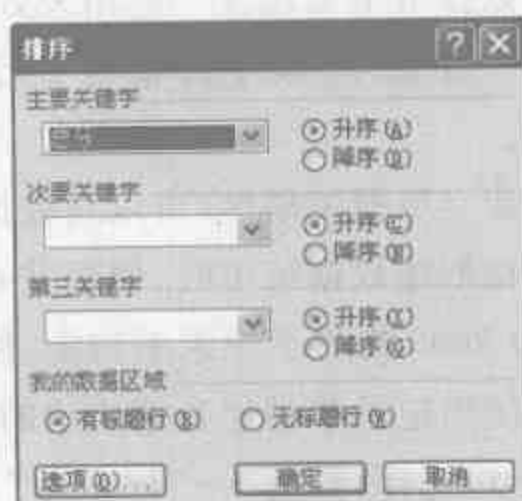 排序
主要关键字
升序(A)
降序(D)
次要关键字
升序(C)
降序(N)
第三关键字
升序(I)
降序(G)
我的数据区域
有标题行(R)
无标题行(W)
选项(O)...
确定
取消